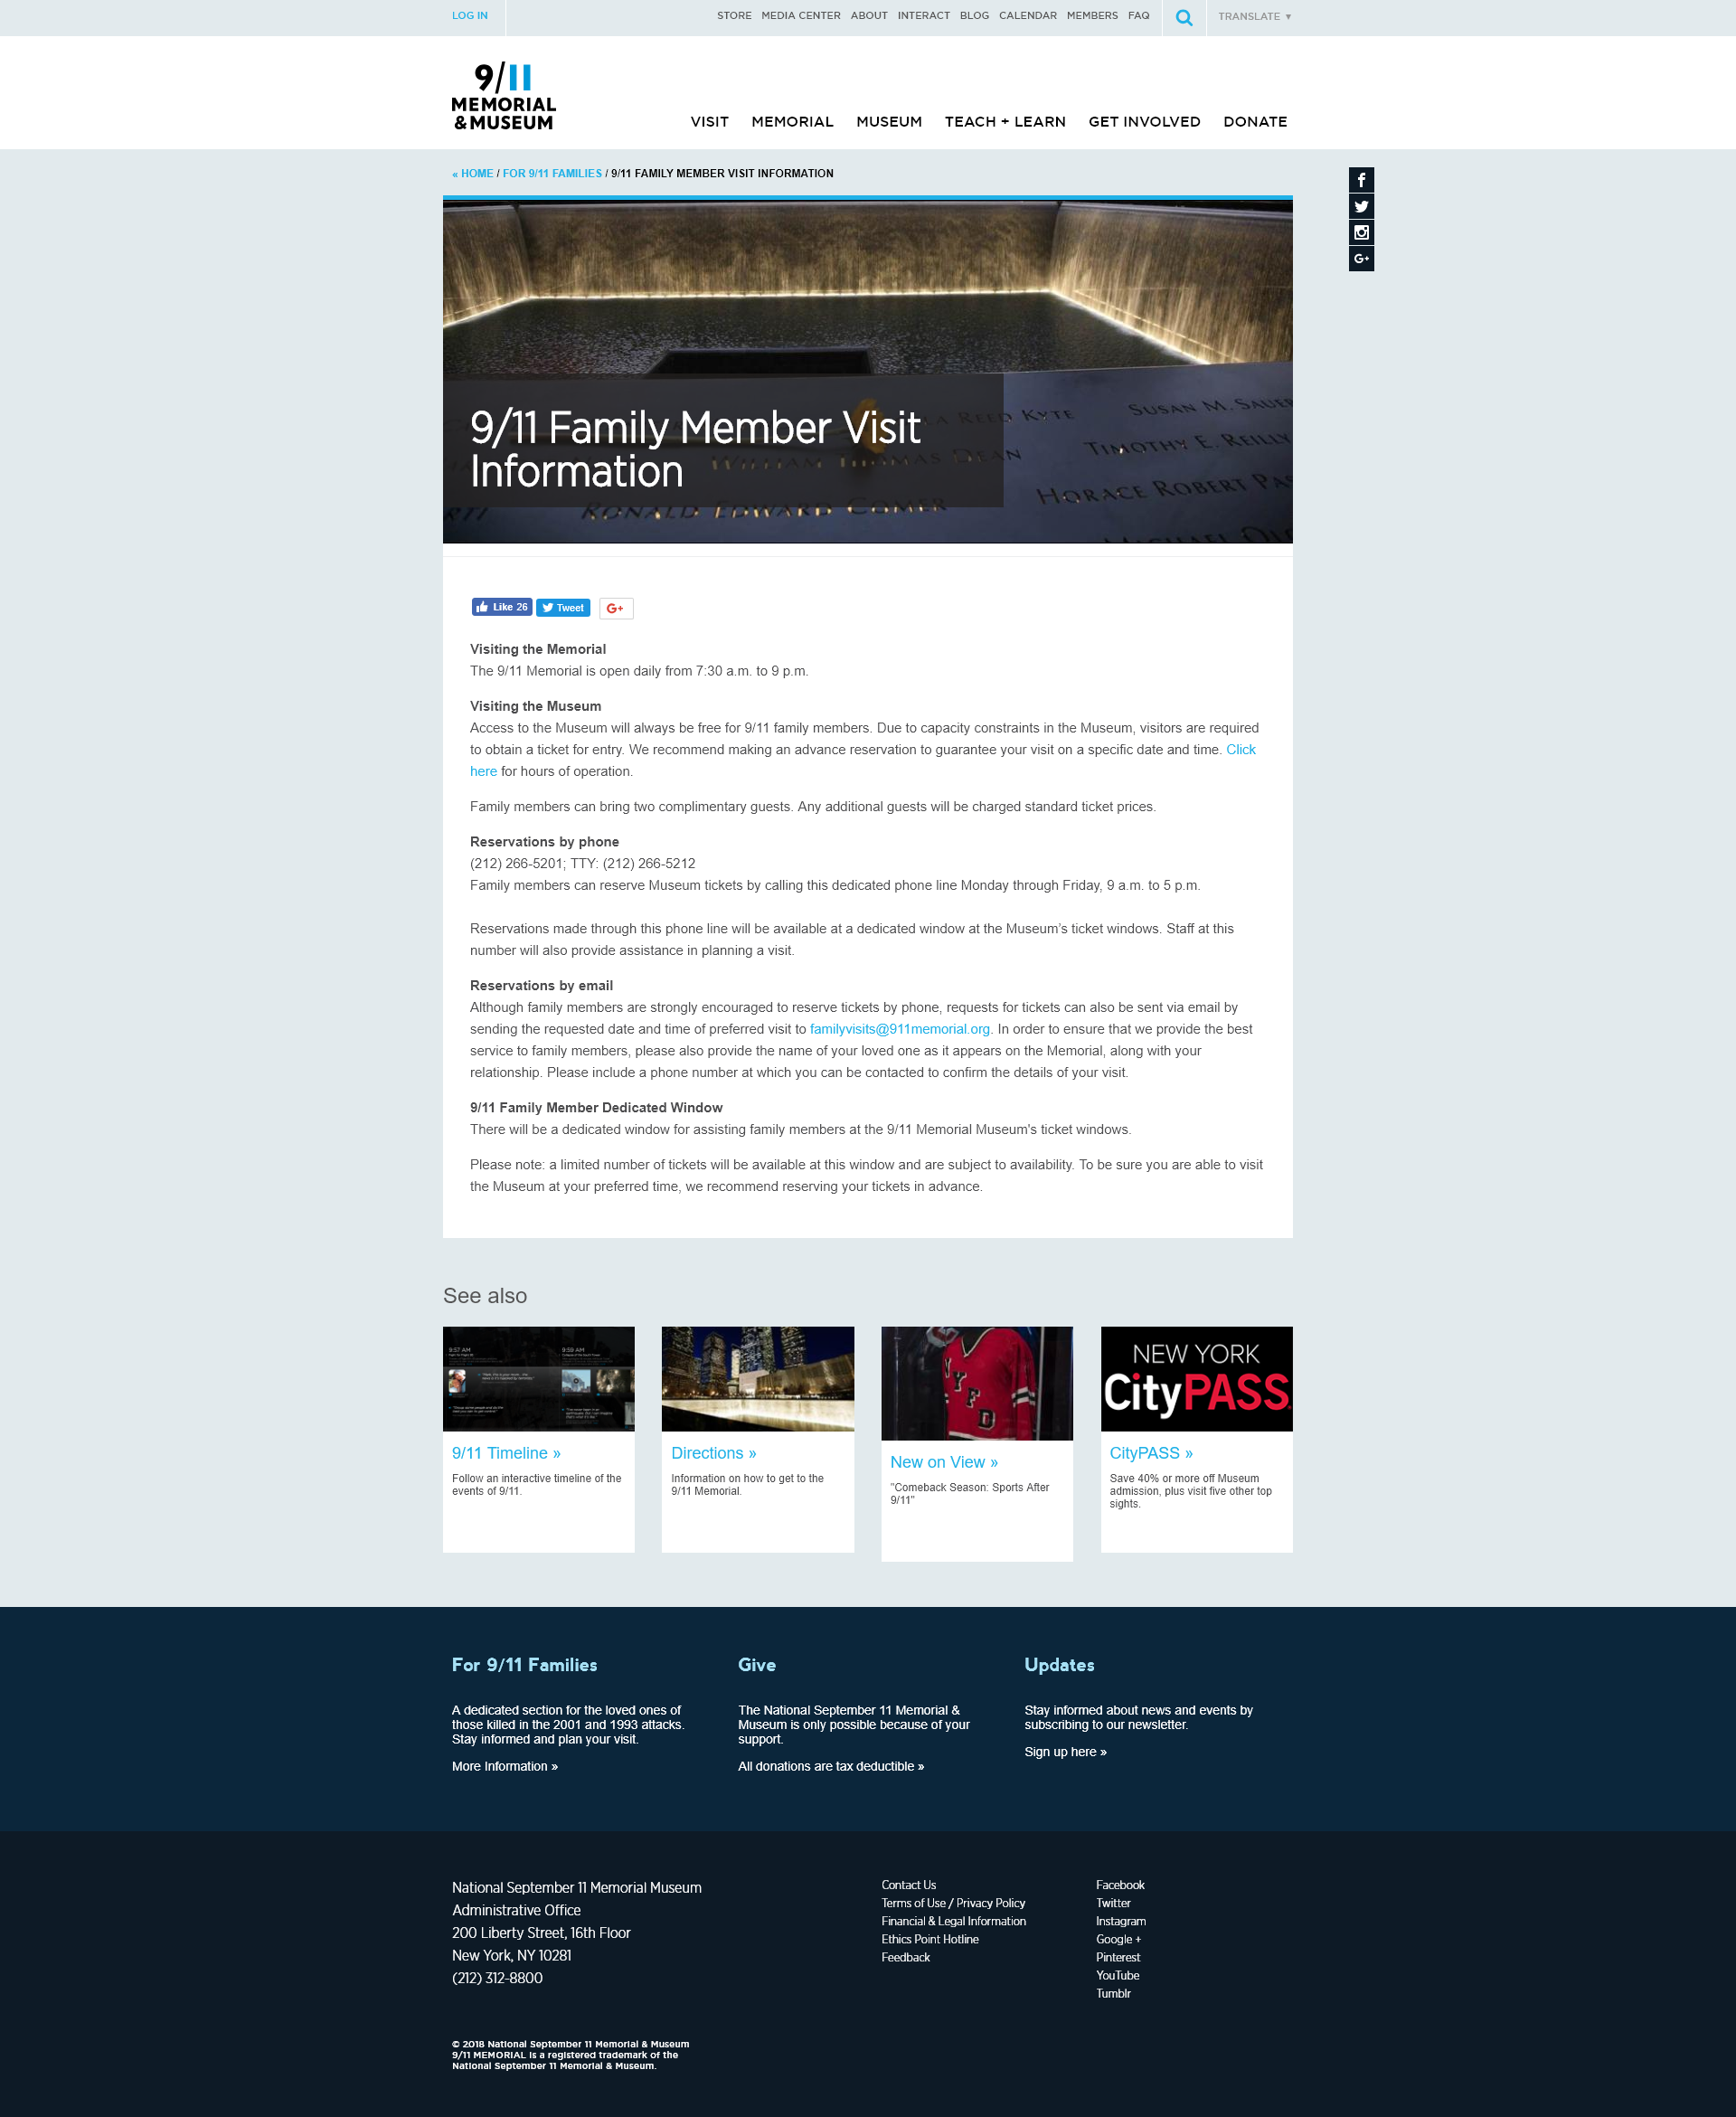 LOG IN
STORE MEDIA CENTER ABOUT INTERACT BLOG CALENDAR MEMBERS FAQ
TRANSLATE ▼
9/11
MEMORIAL
&MUSEUM
VISIT MEMORIAL MUSEUM TEACH + LEARN GET INVOLVED DONATE
« HOME / FOR 9/11 FAMILIES / 9/11 FAMILY MEMBER VISIT INFORMATION
A REED KYTE
SUSAN M. SAUER
TIMOTHY E. REILLY
9/11 Family Member Visit
Information
HORACE ROBERT PAS
RONALD EDWARD COMER
Like 26 Tweet G+
Visiting the Memorial
The 9/11 Memorial is open daily from 7:30 a.m. to 9 p.m.
Visiting the Museum
Access to the Museum will always be free for 9/11 family members. Due to capacity constraints in the Museum, visitors are required
to obtain a ticket for entry. We recommend making an advance reservation to guarantee your visit on a specific date and time. Click
here for hours of operation.
Family members can bring two complimentary guests. Any additional guests will be charged standard ticket prices.
Reservations by phone
(212) 266-5201; TTY: (212) 266-5212
Family members can reserve Museum tickets by calling this dedicated phone line Monday through Friday, 9 a.m. to 5 p.m.
Reservations made through this phone line will be available at a dedicated window at the Museum’s ticket windows. Staff at this
number will also provide assistance in planning a visit.
Reservations by email
Although family members are strongly encouraged to reserve tickets by phone, requests for tickets can also be sent via email by
sending the requested date and time of preferred visit to familyvisits@911memorial.org. In order to ensure that we provide the best
service to family members, please also provide the name of your loved one as it appears on the Memorial, along with your
relationship. Please include a phone number at which you can be contacted to confirm the details of your visit.
9/11 Family Member Dedicated Window
There will be a dedicated window for assisting family members at the 9/11 Memorial Museum's ticket windows.
Please note: a limited number of tickets will be available at this window and are subject to availability. To be sure you are able to visit
the Museum at your preferred time, we recommend reserving your tickets in advance.
See also
9:57 AM 9:59 AM
NYFD
NEW YORK
CityPASS
9/11 Timeline »
Follow an interactive timeline of the
events of 9/11.
Directions »
Information on how to get to the
9/11 Memorial.
New on View »
"Comeback Season: Sports After
9/11"
CityPASS »
Save 40% or more off Museum
admission, plus visit five other top
sights.
For 9/11 Families
A dedicated section for the loved ones of
those killed in the 2001 and 1993 attacks.
Stay informed and plan your visit.
More Information »
Give
The National September 11 Memorial &
Museum is only possible because of your
support.
All donations are tax deductible »
Updates
Stay informed about news and events by
subscribing to our newsletter.
Sign up here »
National September 11 Memorial Museum
Administrative Office
200 Liberty Street, 16th Floor
New York, NY 10281
(212) 312-8800
Contact Us
Terms of Use / Privacy Policy
Financial & Legal Information
Ethics Point Hotline
Feedback
Facebook
Twitter
Instagram
Google +
Pinterest
YouTube
Tumblr
© 2018 National September 11 Memorial & Museum
9/11 MEMORIAL is a registered trademark of the
National September 11 Memorial & Museum.